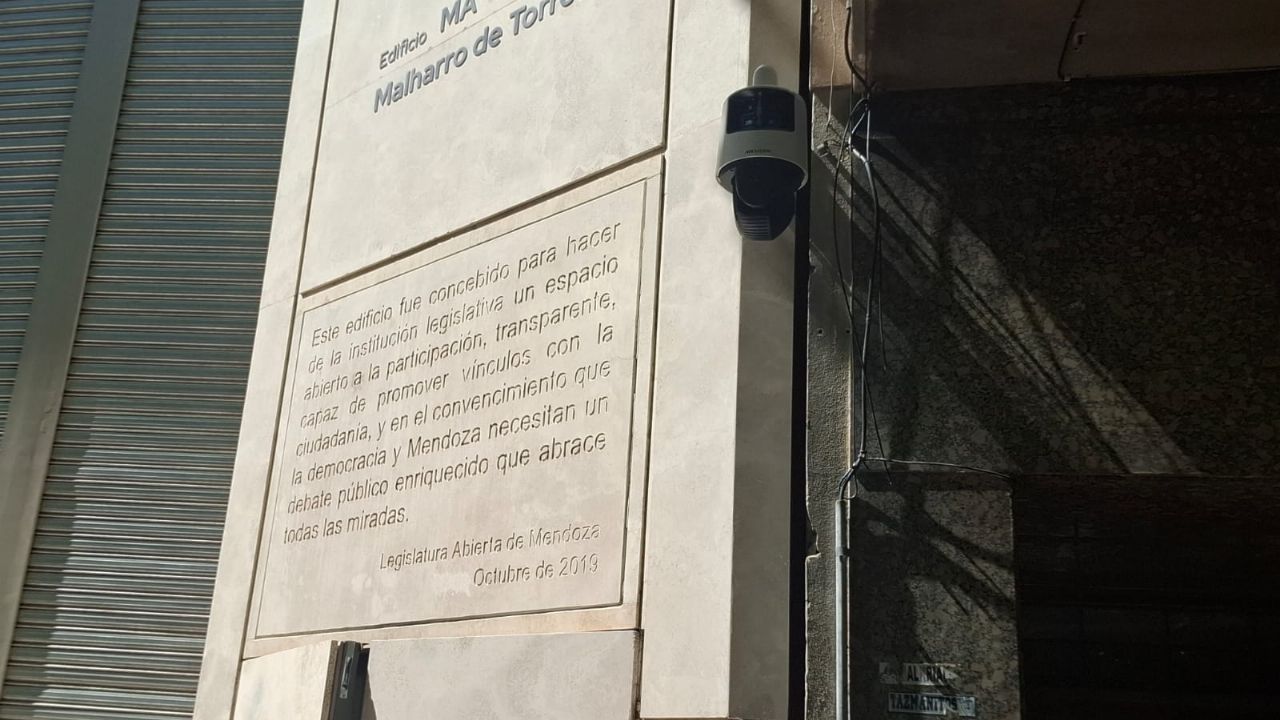 Edificio MA
Malharro de Torre
Este edificio fue concebido para hacer
de la institución legislativa un espacio
abierto a la participación, transparente,
capaz de promover vínculos con la
ciudadanía, y en el convencimiento que
la democracia y Mendoza necesitan un
debate público enriquecido que abrace
todas las miradas.
Legislatura Abierta de Mendoza
Octubre de 2019
TAZMANITOS